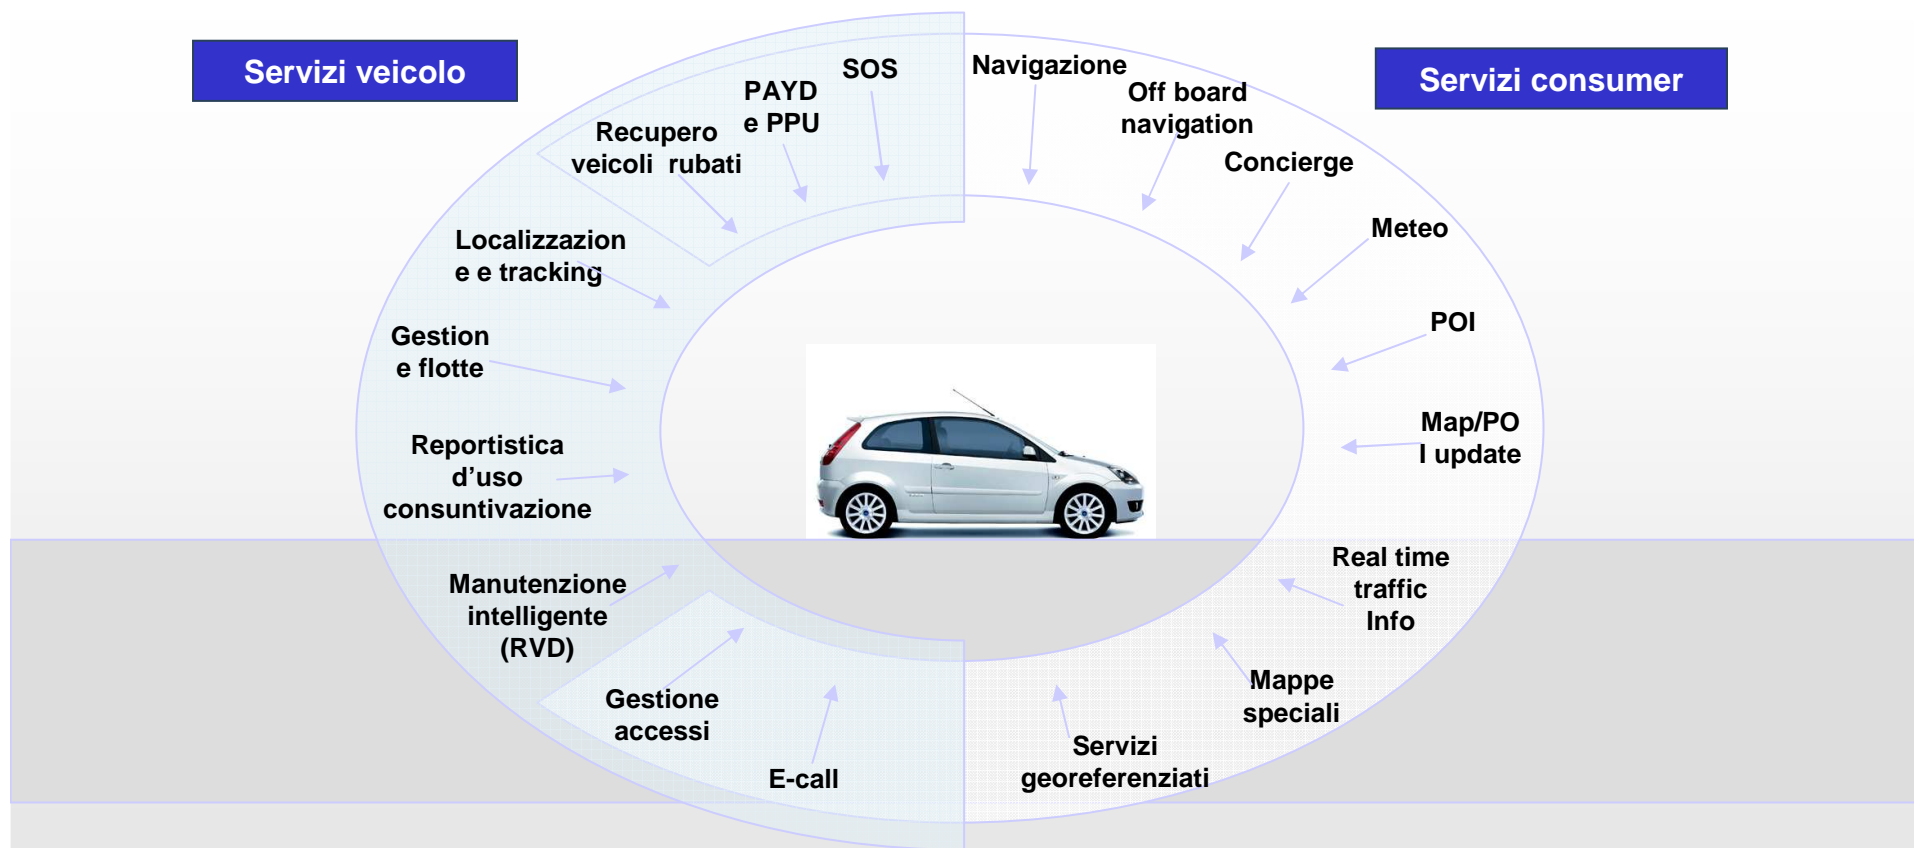 Servizi veicolo
Servizi consumer
SOS
PAYD
e PPU
Recupero
veicoli rubati
Localizzazion
e e tracking
Gestion
e flotte
Reportistica
d’uso
consuntivazione
Manutenzione
intelligente
(RVD)
Gestione
accessi
E-call
Navigazione
Off board
navigation
Concierge
Meteo
POI
Map/PO
I update
Real time
traffic
Info
Mappe
speciali
Servizi
georeferenziati